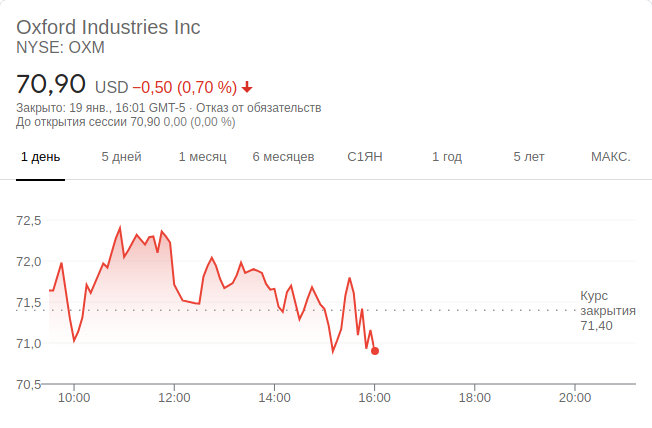 Oxford Industries Inc
NYSE: OXM
70,90 USD −0,50 (0,70 %)
Закрыто: 19 янв., 16:01 GMT-5 · Отказ от обязательств
До открытия сессии 70,90 0,00 (0,00 %)
1 день 5 дней 1 месяц 6 месяцев С1ЯН 1 год 5 лет МАКС.
72,5
72,0
71,5
Курс
закрытия
71,40
71,0
70,5
10:00 12:00 14:00 16:00 18:00 20:00